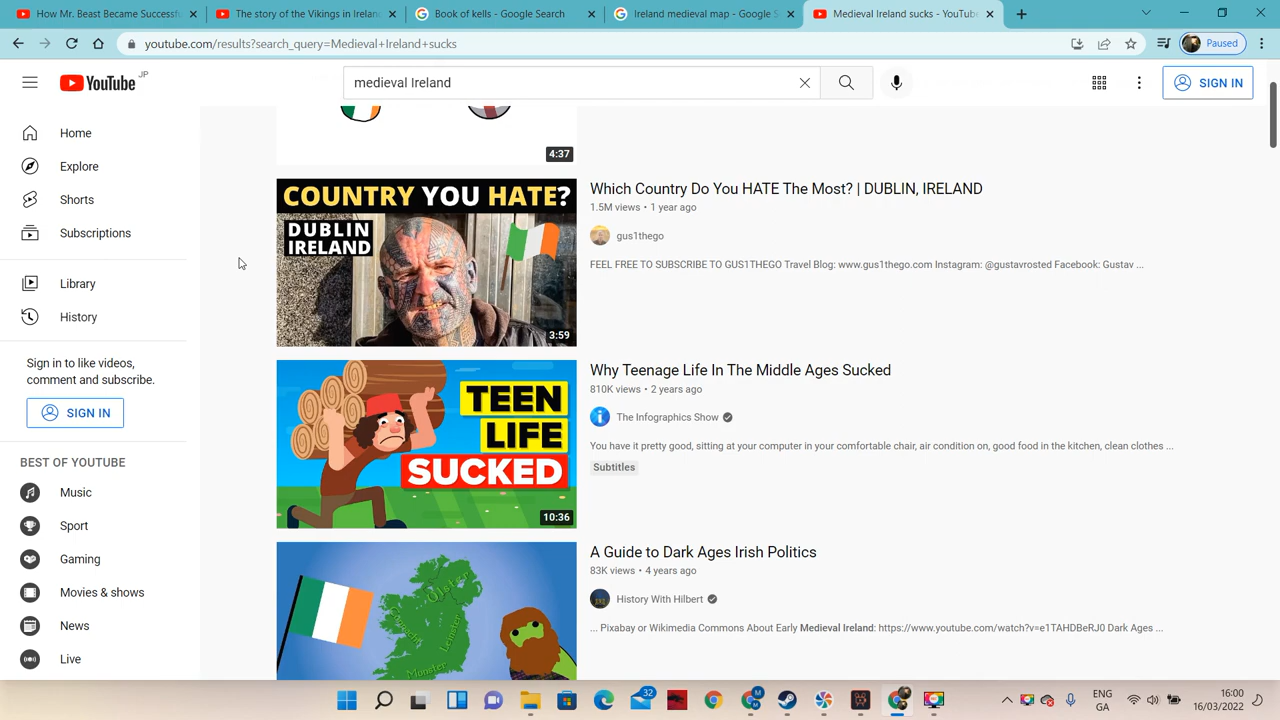 How Mr. Beast Became Successfu
The story of the Vikings in Irelan
Book of kells - Google Search
Ireland medieval map - Google S
Medieval Ireland sucks - YouTub
youtube.com/results?search_query=Medieval+Ireland+sucks
Paused
YouTube JP
medieval Ireland
SIGN IN
Home
Explore
Shorts
Subscriptions
Library
History
Sign in to like videos,
comment and subscribe.
SIGN IN
BEST OF YOUTUBE
Music
Sport
Gaming
Movies & shows
News
Live
4:37
COUNTRY YOU HATE?
DUBLIN
IRELAND
3:59
Which Country Do You HATE The Most? | DUBLIN, IRELAND
1.5M views • 1 year ago
gus1thego
FEEL FREE TO SUBSCRIBE TO GUS1THEGO Travel Blog: www.gus1thego.com Instagram: @gustavrosted Facebook: Gustav ...
TEEN
LIFE
SUCKED
10:36
Why Teenage Life In The Middle Ages Sucked
810K views • 2 years ago
The Infographics Show
You have it pretty good, sitting at your computer in your comfortable chair, air condition on, good food in the kitchen, clean clothes ...
Subtitles
Ulster
Connacht
Leinster
Munster
A Guide to Dark Ages Irish Politics
83K views • 4 years ago
History With Hilbert
... Pixabay or Wikimedia Commons About Early Medieval Ireland: https://www.youtube.com/watch?v=e1TAHDBeRJ0 Dark Ages ...
32
ENG
GA
16:00
16/03/2022